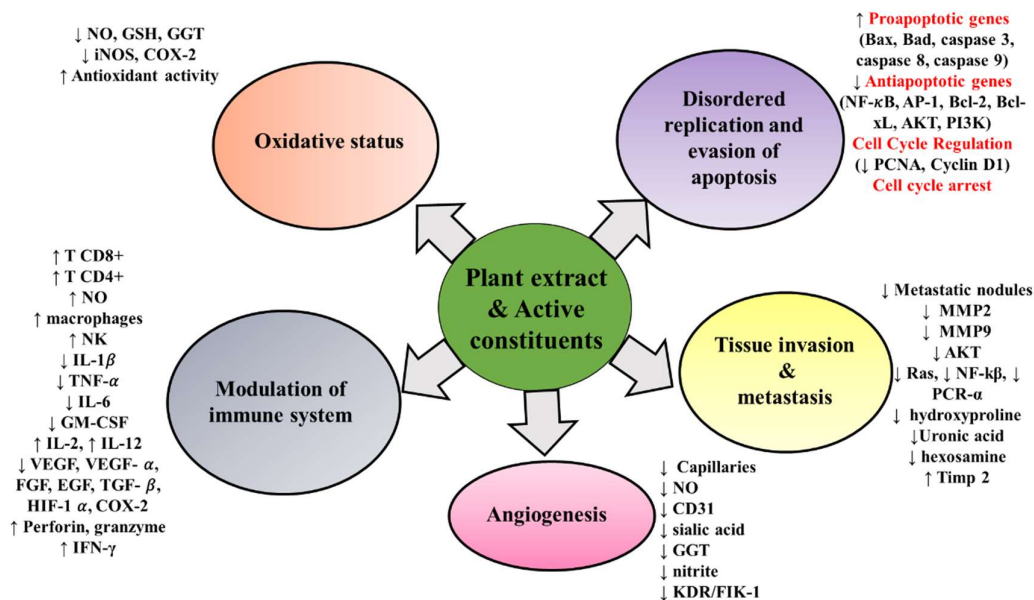 ↓ NO, GSH, GGT
↓ iNOS, COX-2
↑ Antioxidant activity
Oxidative status
↑ Proapoptotic genes
(Bax, Bad, caspase 3,
caspase 8, caspase 9)
↓ Antiapoptotic genes
(NF-κB, AP-1, Bcl-2, Bcl-
xL, AKT, PI3K)
Cell Cycle Regulation
(↓ PCNA, Cyclin D1)
Cell cycle arrest
Disordered
replication and
evasion of
apoptosis
Plant extract
& Active
constituents
↑ T CD8+
↑ T CD4+
↑ NO
↑ macrophages
↑ NK
↓ IL-1β
↓ TNF-α
↓ IL-6
↓ GM-CSF
↑ IL-2, ↑ IL-12
↓ VEGF, VEGF- α,
FGF, EGF, TGF- β,
HIF-1 α, COX-2
↑ Perforin, granzyme
↑ IFN-γ
Modulation of
immune system
Tissue invasion
&
metastasis
↓ Metastatic nodules
↓ MMP2
↓ MMP9
↓ AKT
↓ Ras, ↓ NF-kβ, ↓
PCR-α
↓ hydroxyproline
↓Uronic acid
↓ hexosamine
↑ Timp 2
Angiogenesis
↓ Capillaries
↓ NO
↓ CD31
↓ sialic acid
↓ GGT
↓ nitrite
↓ KDR/FIK-1